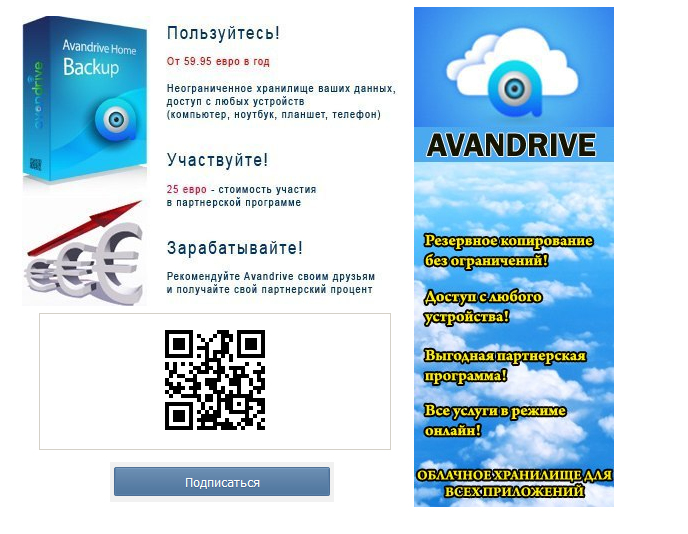 Avandrive Home
Backup
avandrive
Пользуйтесь!
От 59.95 евро в год
Неограниченное хранилище ваших данных,
доступ с любых устройств
(компьютер, ноутбук, планшет, телефон)
Участвуйте!
25 евро - стоимость участия
в партнерской программе
Зарабатывайте!
Рекомендуйте Avandrive своим друзьям
и получайте свой партнерский процент
Подписаться
AVANDRIVE
Резервное копирование
без ограничений!
Доступ с любого
устройства!
Выгодная партнерская
программа!
Все услуги в режиме
онлайн!
ОБЛАЧНОЕ ХРАНИЛИЩЕ ДЛЯ
ВСЕХ ПРИЛОЖЕНИЙ